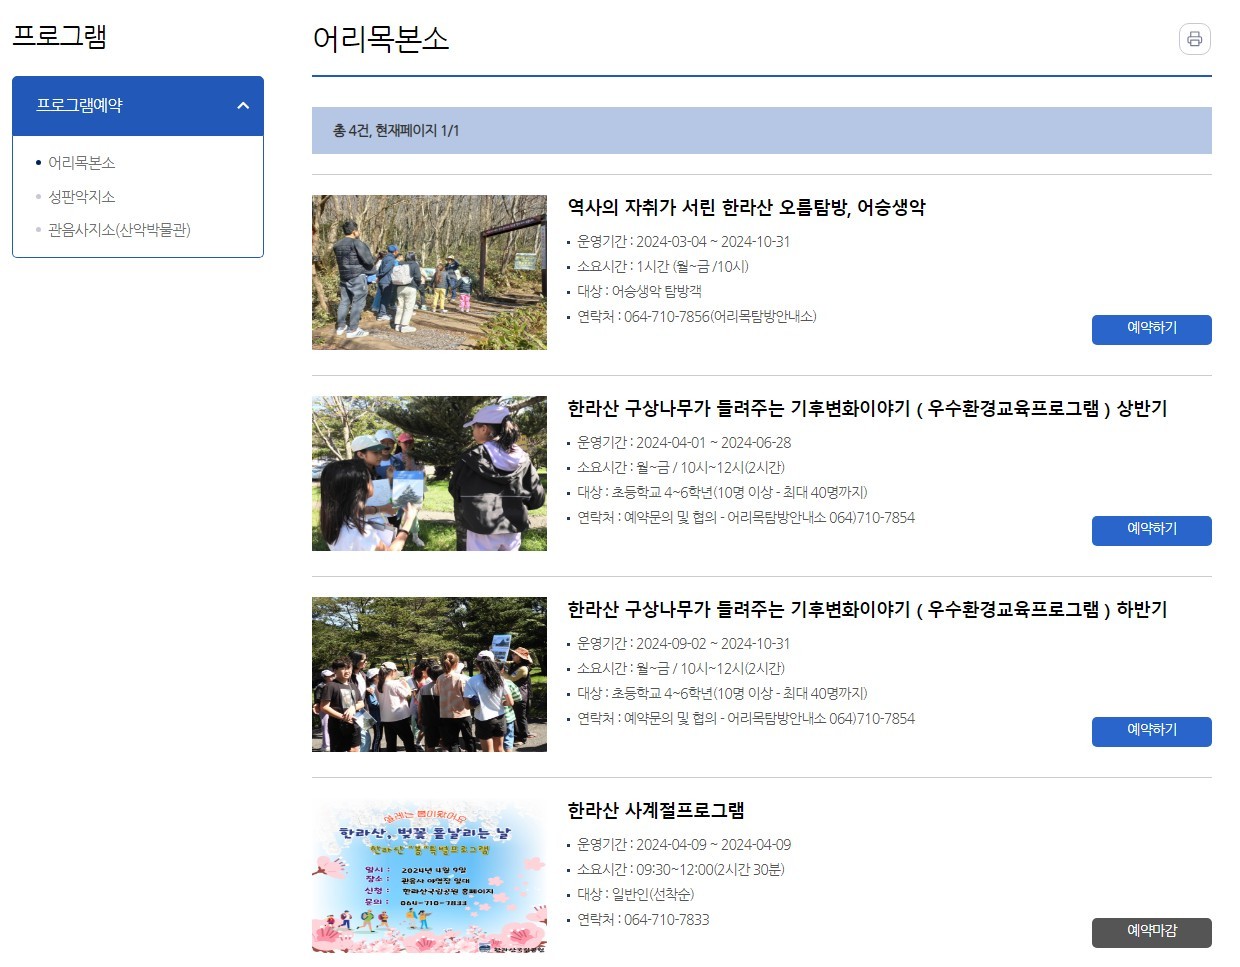 프로그램
프로그램예약
어리목본소
성판악지소
관음사지소(산악박물관)
어리목본소
총 4건, 현재페이지 1/1
역사의 자취가 서린 한라산 오름탐방, 어승생악
운영기간 : 2024-03-04 ~ 2024-10-31
소요시간 : 1시간 (월~금 /10시)
대상 : 어승생악 탐방객
연락처 : 064-710-7856(어리목탐방안내소)
예약하기
한라산 구상나무가 들려주는 기후변화이야기 ( 우수환경교육프로그램 ) 상반기
운영기간 : 2024-04-01 ~ 2024-06-28
소요시간 : 월~금 / 10시~12시(2시간)
대상 : 초등학교 4~6학년(10명 이상 - 최대 40명까지)
연락처 : 예약문의 및 협의 - 어리목탐방안내소 064)710-7854
예약하기
한라산 구상나무가 들려주는 기후변화이야기 ( 우수환경교육프로그램 ) 하반기
운영기간 : 2024-09-02 ~ 2024-10-31
소요시간 : 월~금 / 10시~12시(2시간)
대상 : 초등학교 4~6학년(10명 이상 - 최대 40명까지)
연락처 : 예약문의 및 협의 - 어리목탐방안내소 064)710-7854
예약하기
한라산, 벚꽃 흩날리는 날
한라산 "봄"특별프로그램
일시 : 2024년 4월 9일
장소 : 관음사 야영장 일대
신청 : 한라산국립공원 홈페이지
문의 : 064-710-7833
한라산국립공원
한라산 사계절프로그램
운영기간 : 2024-04-09 ~ 2024-04-09
소요시간 : 09:30~12:00(2시간 30분)
대상 : 일반인(선착순)
연락처 : 064-710-7833
예약마감